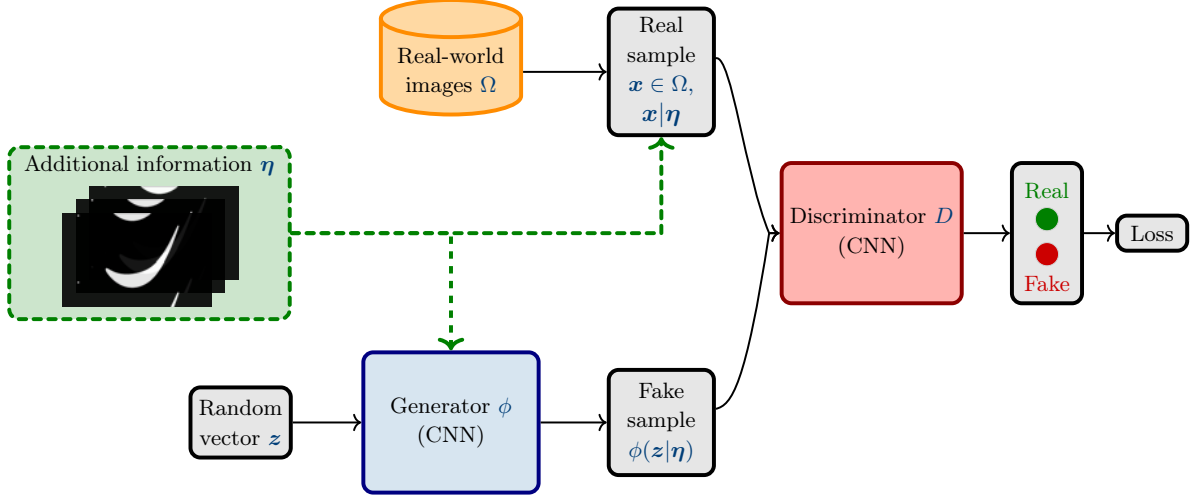 Real-world
images Ω
Real
sample
𝒙 ∈ Ω,
𝒙|𝜼
Additional information 𝜼
Discriminator D
(CNN)
Real
Fake
Loss
Random
vector 𝒛
Generator ϕ
(CNN)
Fake
sample
ϕ(𝒛|𝜼)